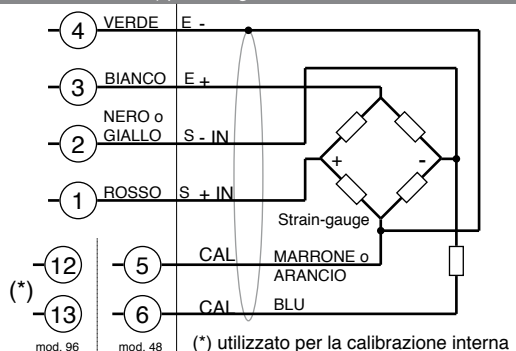 4 VERDE E -
3 BIANCO E +
NERO o
2 GIALLO S - IN
1 ROSSO S + IN
+ -
Strain-gauge
12 5 CAL MARRONE o
ARANCIO
(*)
13 6 CAL BLU
mod. 96 mod. 48 (*) utilizzato per la calibrazione interna